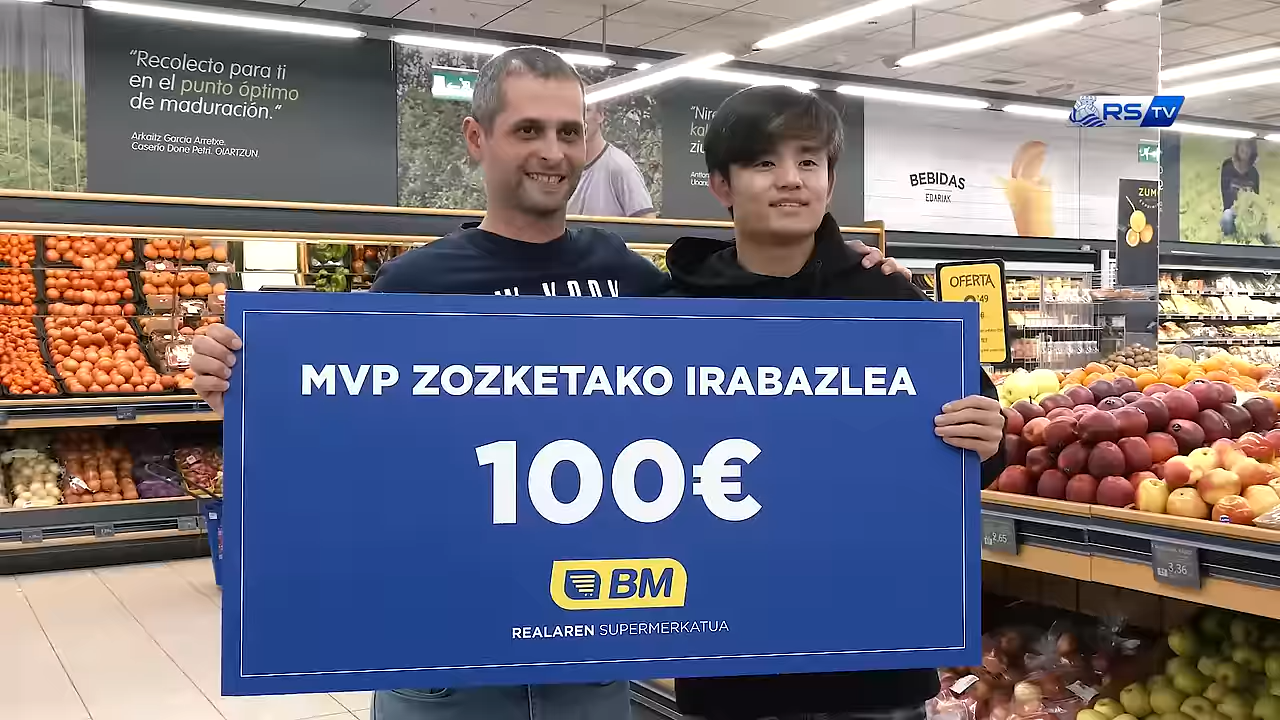 "Recolecto para ti
en el punto óptimo
de maduración."
Arkaitz Garcia Arretxe.
Caserío Done Petri. OIARTZUN.
BEBIDAS
EDARIAK
RS TV
OFERTA
MVP ZOZKETAKO IRABAZLEA
100€
BM
REALAREN SUPERMERKATUA
3,36